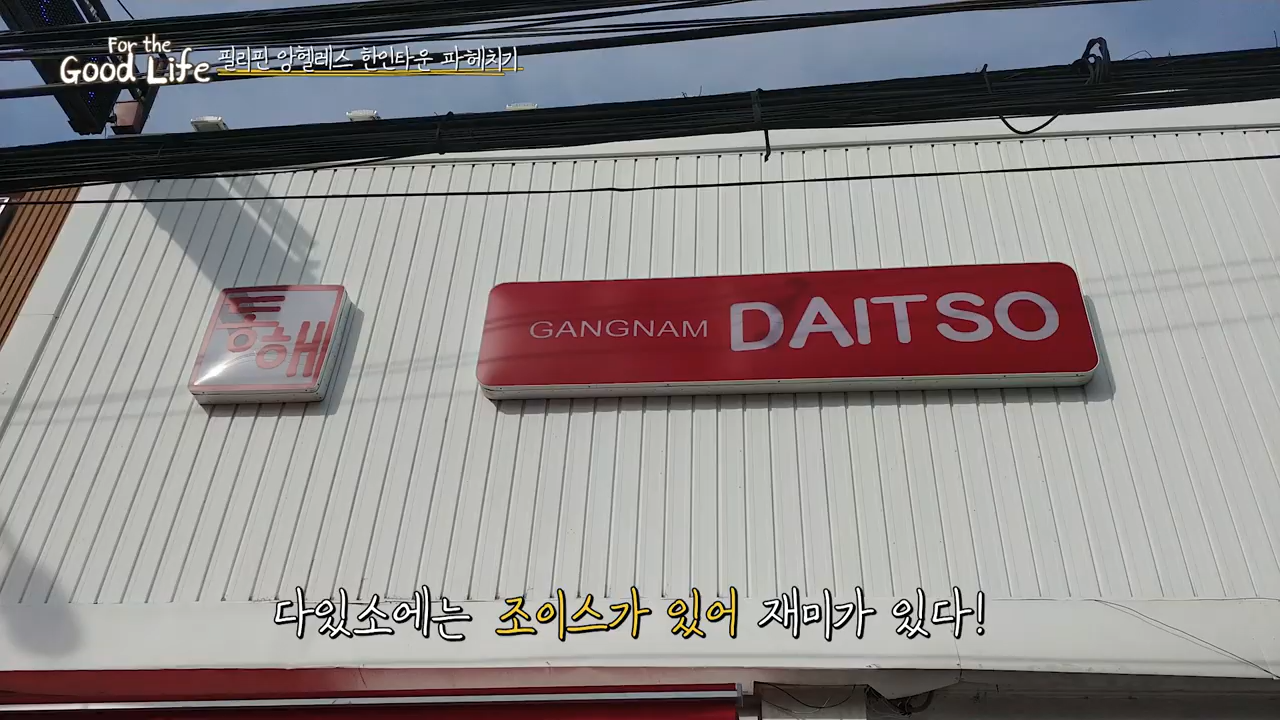 For the
Good Life
필리핀 앙헬레스 한인타운 파헤치기
통해
GANGNAM DAITSO
다있소에는 조이스가 있어 재미가 있다!